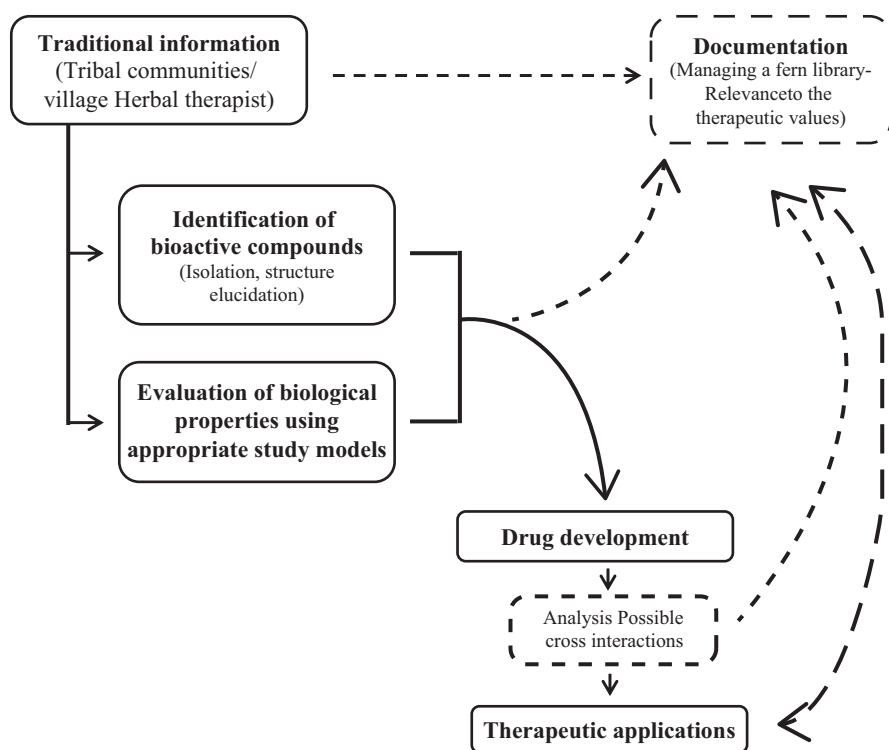 Traditional information
(Tribal communities/
village Herbal therapist)
Documentation
(Managing a fern library-
Relevanceto the
therapeutic values)
Identification of
bioactive compounds
(Isolation, structure
elucidation)
Evaluation of biological
properties using
appropriate study models
Drug development
Analysis Possible
cross interactions
Therapeutic applications